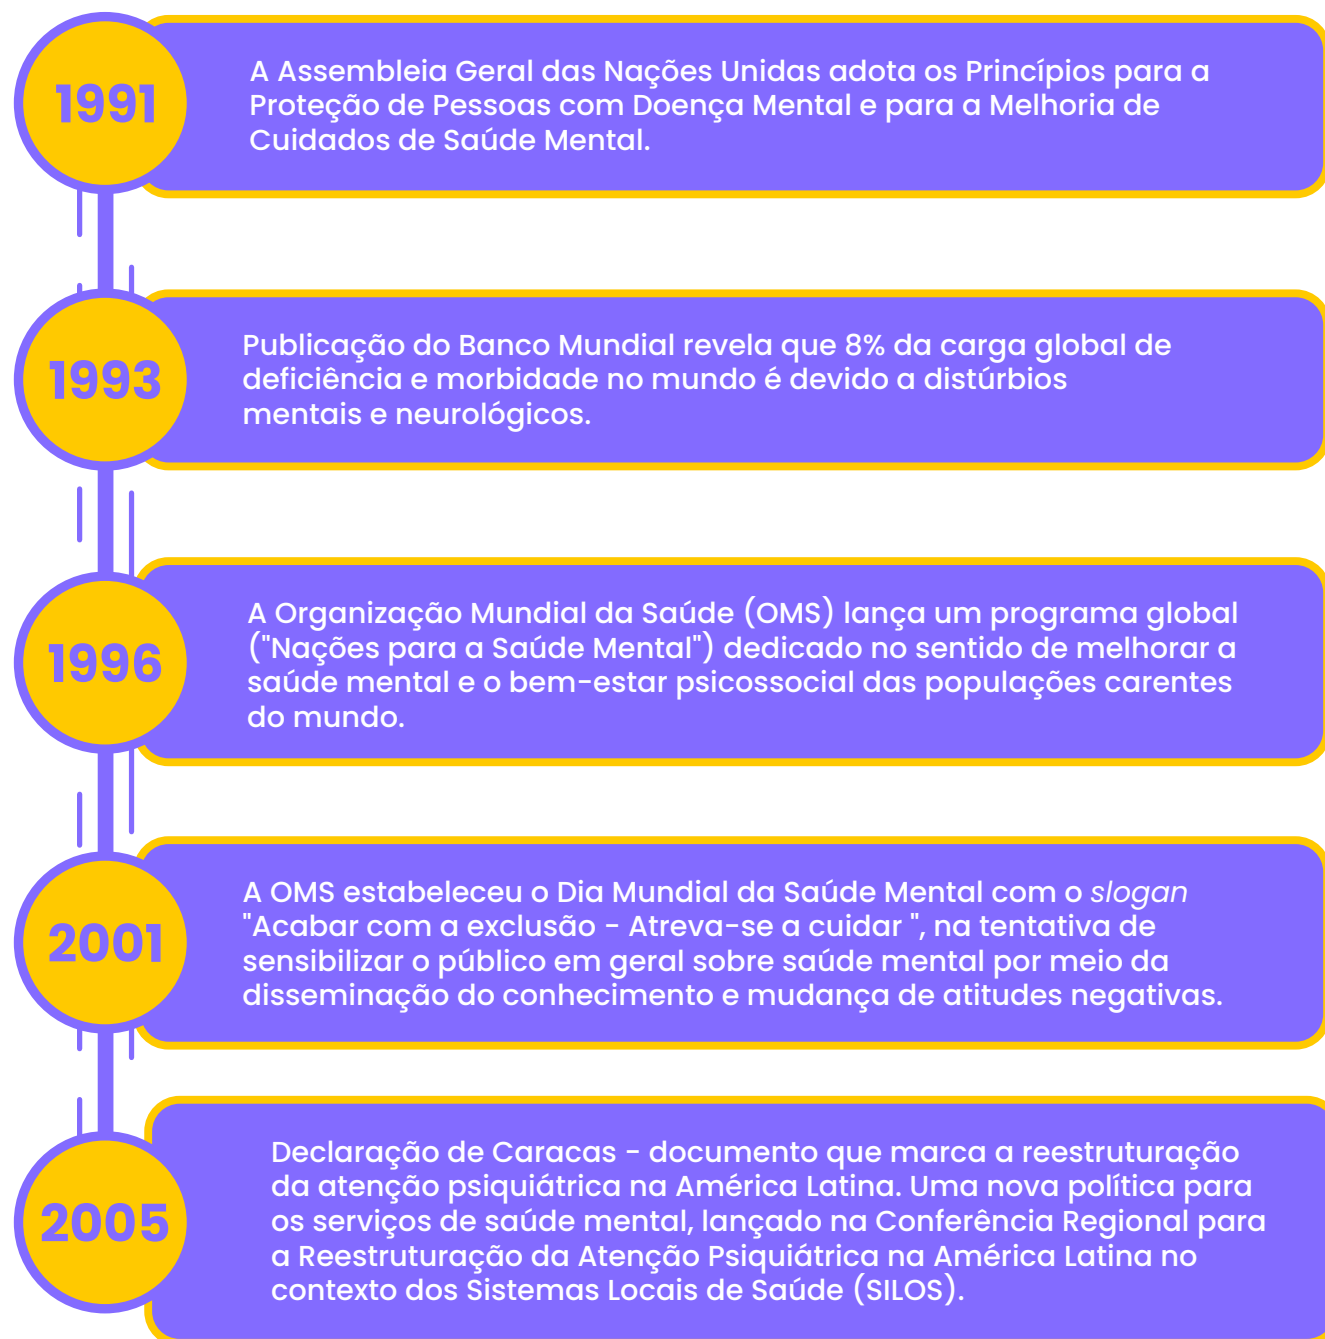 1991
A Assembleia Geral das Nações Unidas adota os Princípios para a
Proteção de Pessoas com Doença Mental e para a Melhoria de
Cuidados de Saúde Mental.
1993
Publicação do Banco Mundial revela que 8% da carga global de
deficiência e morbidade no mundo é devido a distúrbios
mentais e neurológicos.
1996
A Organização Mundial da Saúde (OMS) lança um programa global
("Nações para a Saúde Mental") dedicado no sentido de melhorar a
saúde mental e o bem-estar psicossocial das populações carentes
do mundo.
2001
A OMS estabeleceu o Dia Mundial da Saúde Mental com o slogan
"Acabar com a exclusão - Atreva-se a cuidar ", na tentativa de
sensibilizar o público em geral sobre saúde mental por meio da
disseminação do conhecimento e mudança de atitudes negativas.
2005
Declaração de Caracas - documento que marca a reestruturação
da atenção psiquiátrica na América Latina. Uma nova política para
os serviços de saúde mental, lançado na Conferência Regional para
a Reestruturação da Atenção Psiquiátrica na América Latina no
contexto dos Sistemas Locais de Saúde (SILOS).